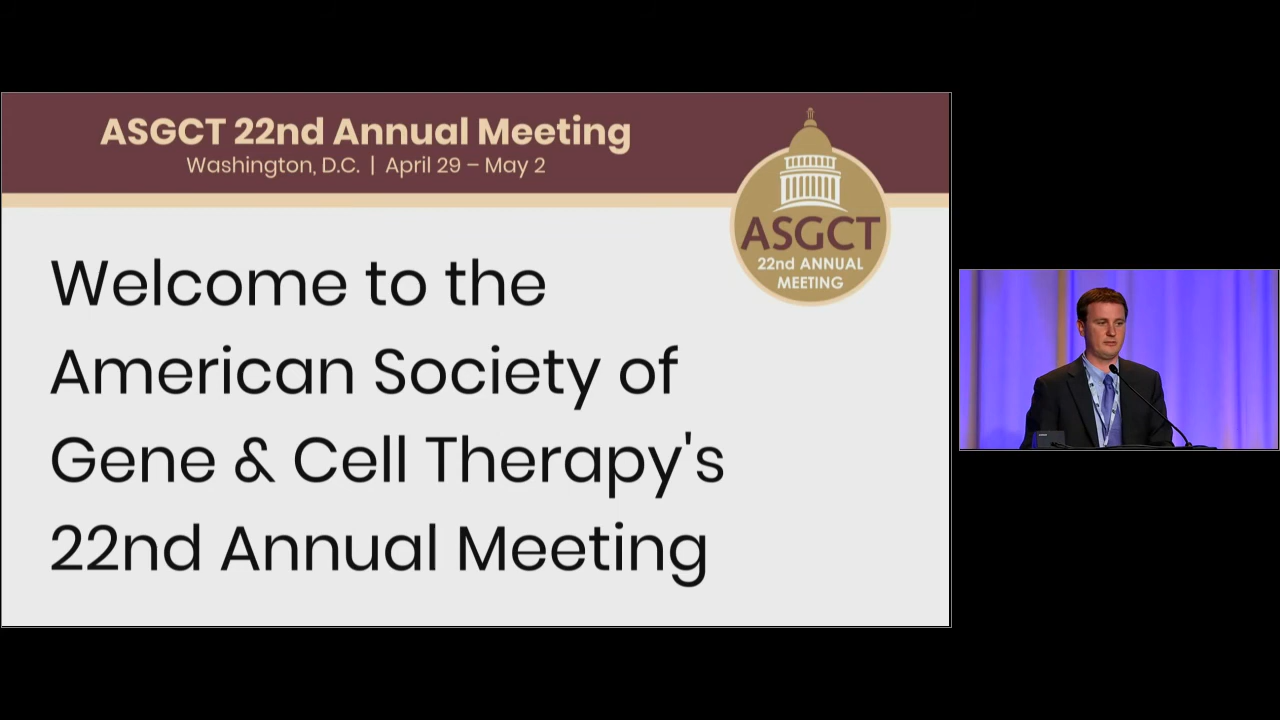 ASGCT 22nd Annual Meeting
Washington, D.C. | April 29 – May 2
ASGCT
22nd ANNUAL
MEETING
Welcome to the
American Society of
Gene & Cell Therapy's
22nd Annual Meeting